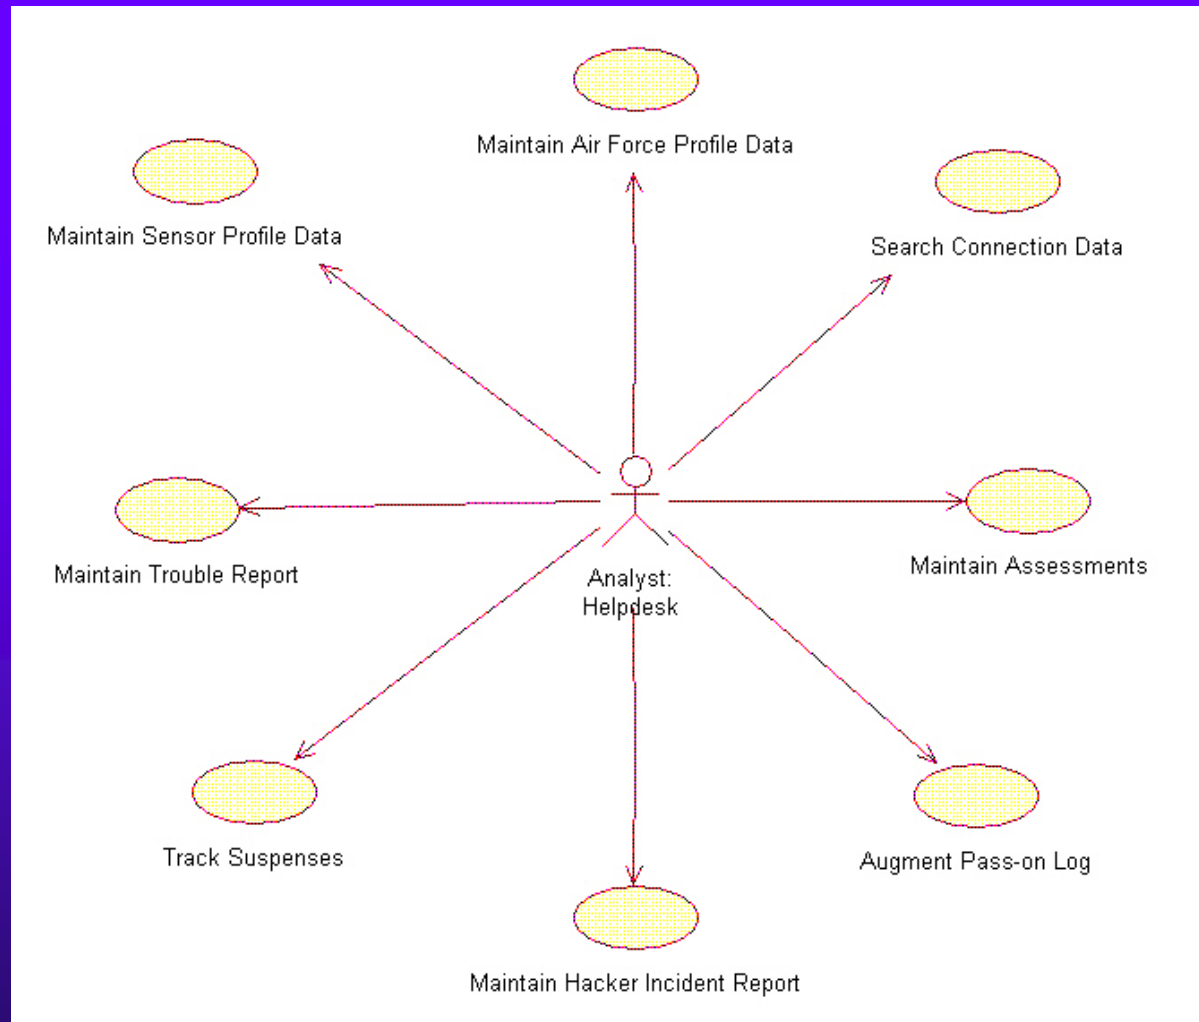 Maintain Air Force Profile Data
Maintain Sensor Profile Data
Search Connection Data
Maintain Trouble Report
Analyst:
Helpdesk
Maintain Assessments
Track Suspenses
Augment Pass-on Log
Maintain Hacker Incident Report